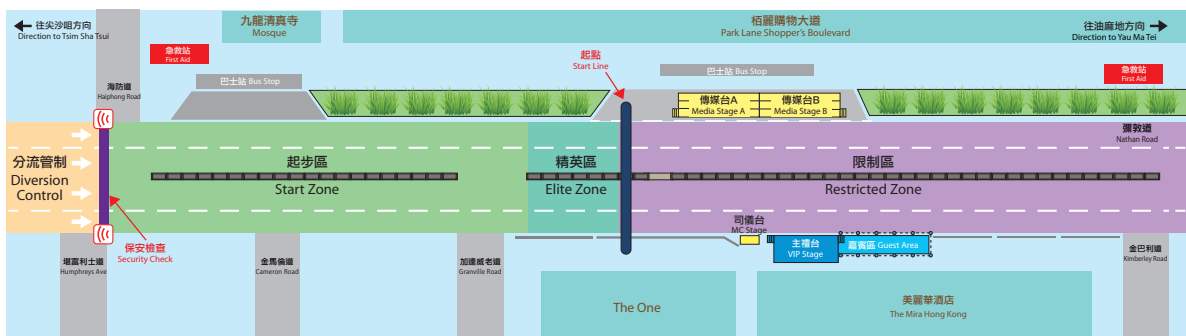 往尖沙咀方向
Direction to Tsim Sha Tsui
九龍清真寺
Mosque
栢麗購物大道
Park Lane Shopper's Boulevard
往油麻地方向
Direction to Yau Ma Tei
急救站
First Aid
巴士站 Bus Stop
起點
Start Line
巴士站 Bus Stop
急救站
First Aid
海防道
Haiphong Road
傳媒台A
Media Stage A
傳媒台B
Media Stage B
彌敦道
Nathan Road
分流管制
Diversion
Control
起步區
Start Zone
精英區
Elite Zone
限制區
Restricted Zone
保安檢查
Security Check
司儀台
MC Stage
主禮台
VIP Stage
嘉賓區 Guest Area
堪富利士道
Humphreys Ave
金馬倫道
Cameron Road
加連威老道
Granville Road
金巴利道
Kimberley Road
The One
美麗華酒店
The Mira Hong Kong